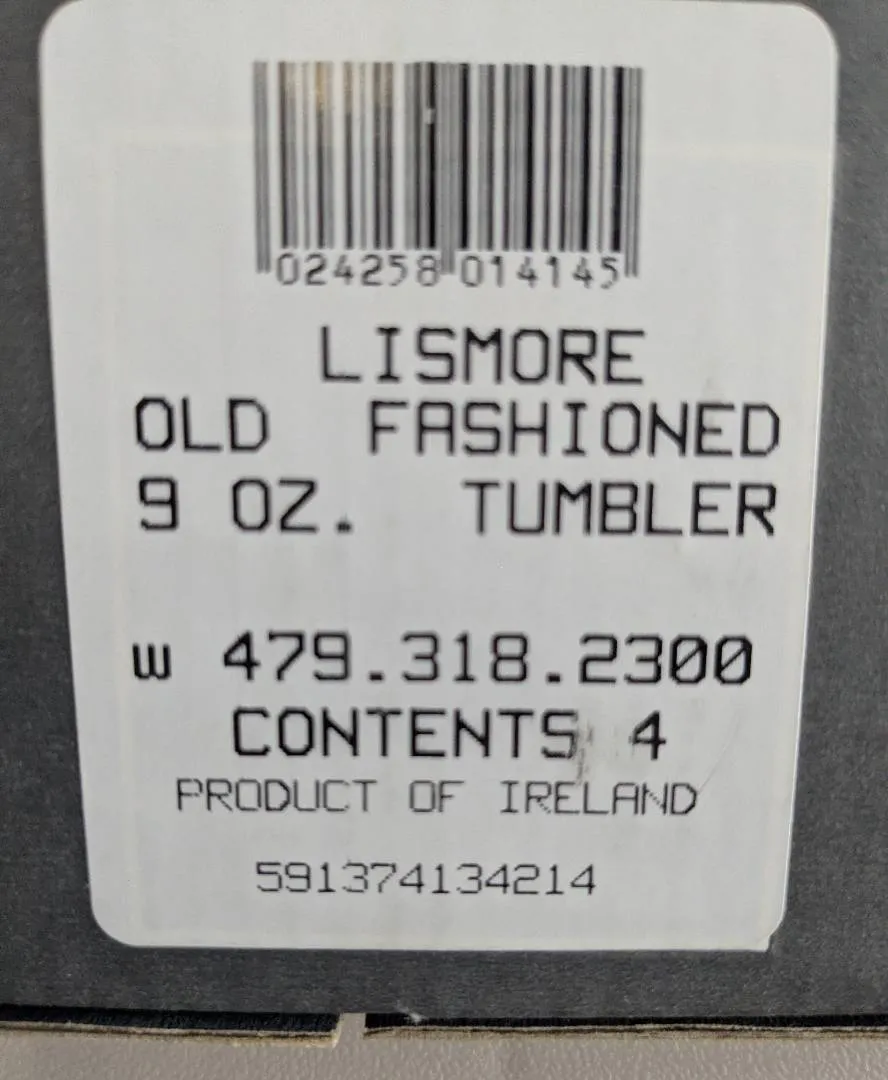 024258 014145
LISMORE
OLD FASHIONED
9 OZ. TUMBLER
W 479.318.2300
CONTENTS 4
PRODUCT OF IRELAND
591374134214